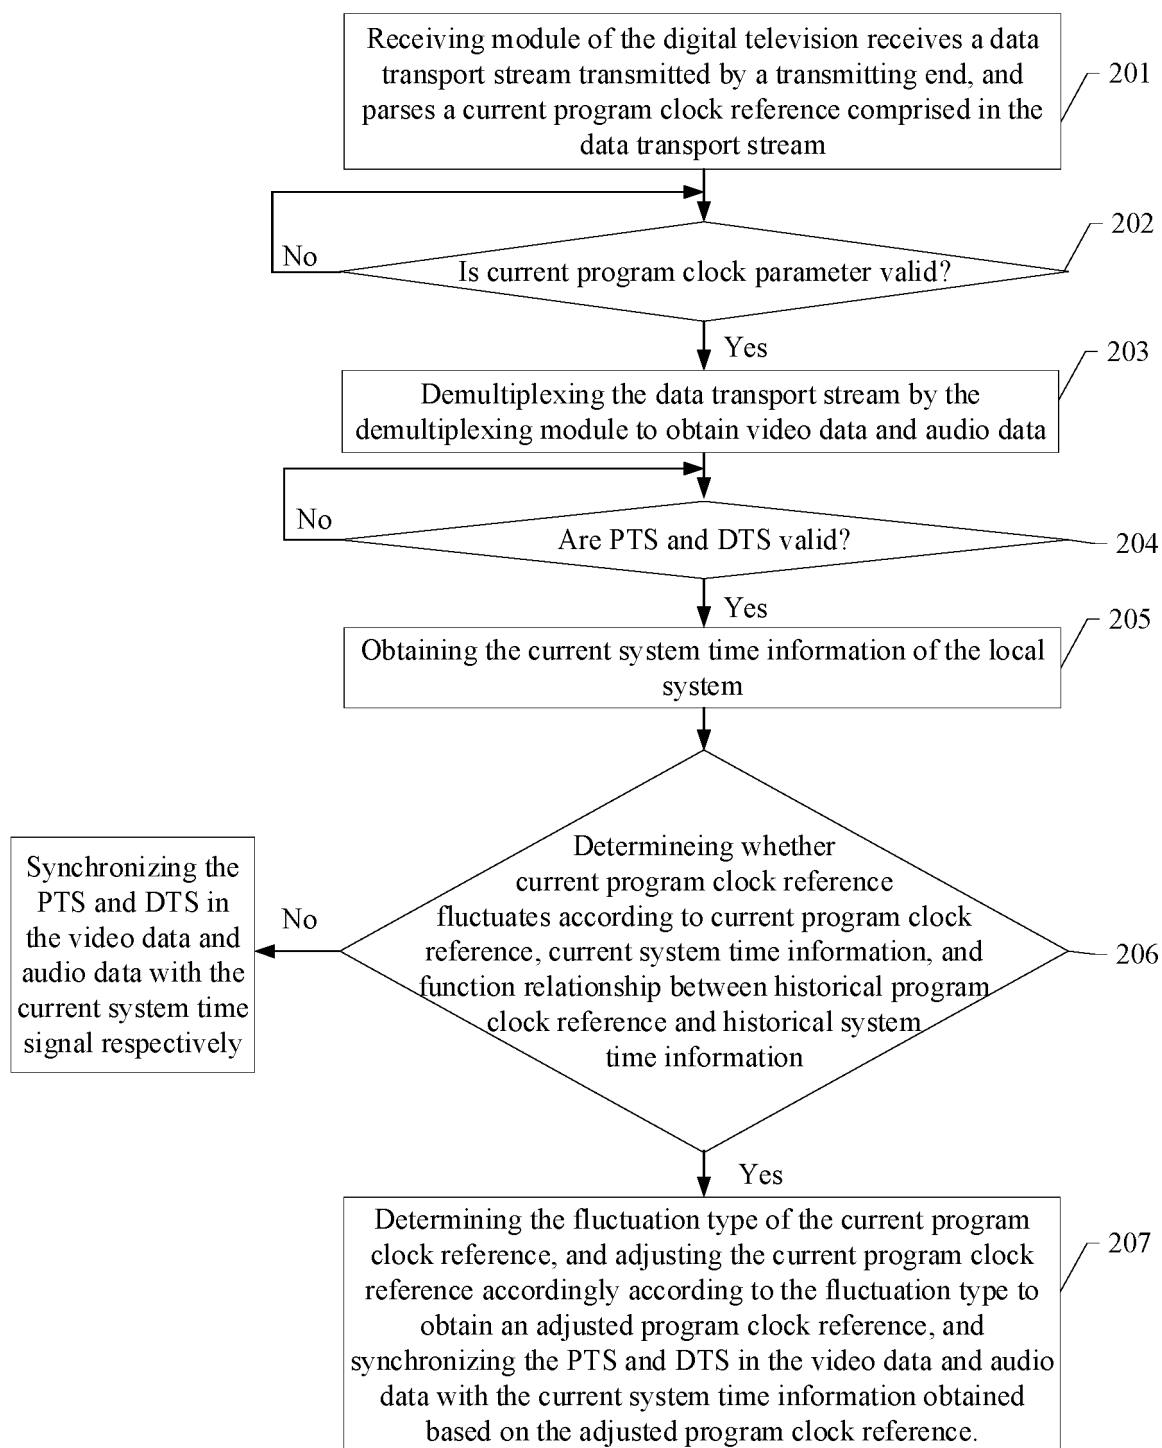 Receiving module of the digital television receives a data
transport stream transmitted by a transmitting end, and
parses a current program clock reference comprised in the
data transport stream
201
202
No
Is current program clock parameter valid?
Yes
203
Demultiplexing the data transport stream by the
demultiplexing module to obtain video data and audio data
No
Are PTS and DTS valid?
204
Yes
205
Obtaining the current system time information of the local
system
Determineing whether
current program clock reference
fluctuates according to current program clock
reference, current system time information, and
function relationship between historical program
clock reference and historical system
time information
206
No
Synchronizing the
PTS and DTS in
the video data and
audio data with the
current system time
signal respectively
Yes
Determining the fluctuation type of the current program
clock reference, and adjusting the current program clock
reference accordingly according to the fluctuation type to
obtain an adjusted program clock reference, and
synchronizing the PTS and DTS in the video data and audio
data with the current system time information obtained
based on the adjusted program clock reference.
207